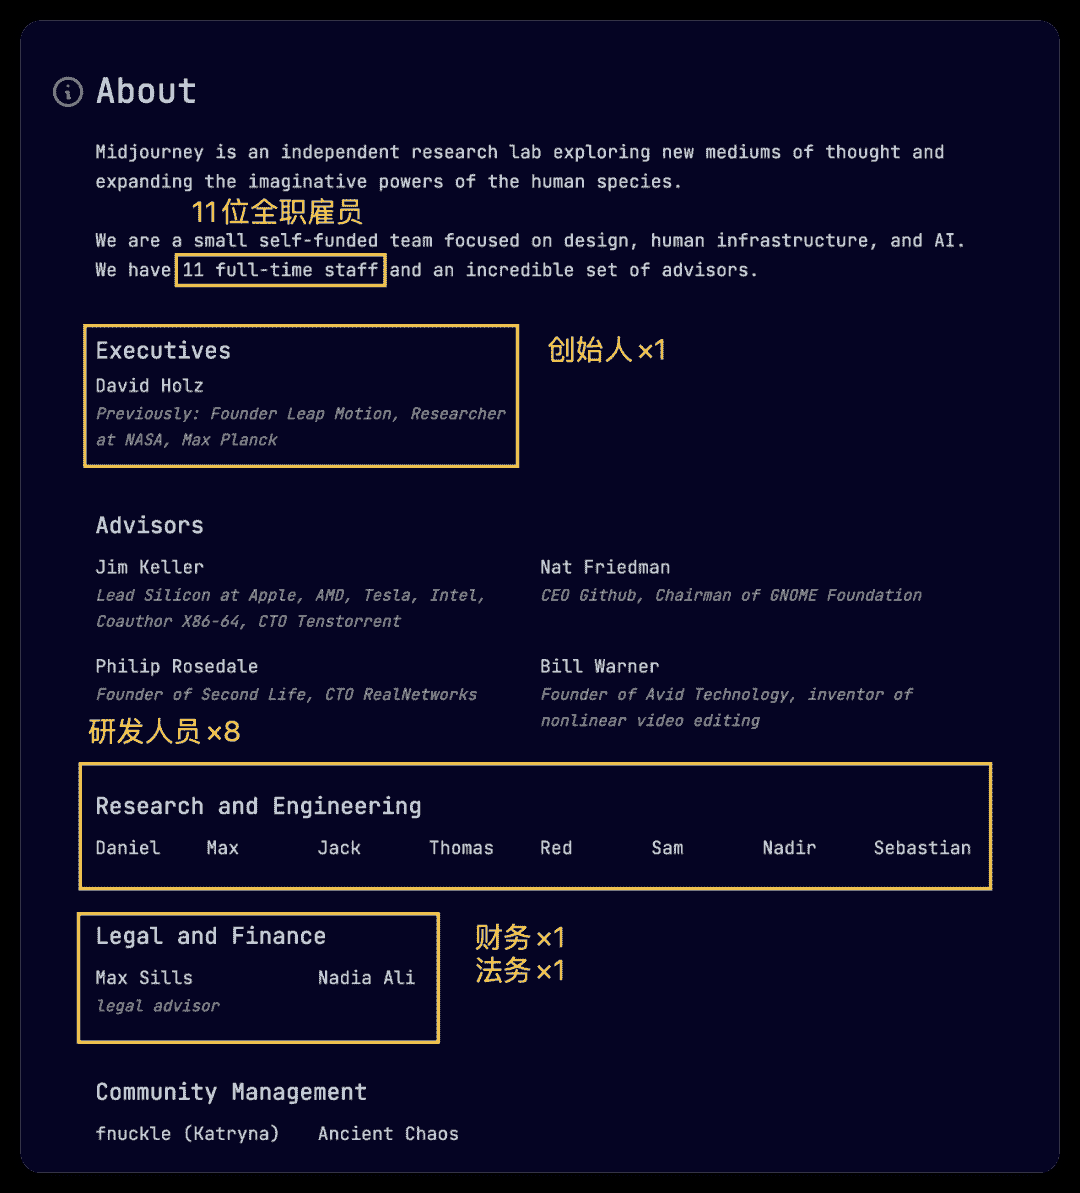 About
Midjourney is an independent research lab exploring new mediums of thought and
expanding the imaginative powers of the human species.
11位全职雇员
We are a small self-funded team focused on design, human infrastructure, and AI.
We have 11 full-time staff and an incredible set of advisors.
Executives
创始人×1
David Holz
Previously: Founder Leap Motion, Researcher
at NASA, Max Planck
Advisors
Jim Keller
Lead Silicon at Apple, AMD, Tesla, Intel,
Coauthor X86-64, CTO Tenstorrent
Nat Friedman
CEO Github, Chairman of GNOME Foundation
Philip Rosedale
Founder of Second Life, CTO RealNetworks
Bill Warner
Founder of Avid Technology, inventor of
nonlinear video editing
研发人员×8
Research and Engineering
Daniel Max Jack Thomas Red Sam Nadir Sebastian
Legal and Finance
财务×1
法务×1
Max Sills
legal advisor
Nadia Ali
Community Management
fnuckle (Katryna) Ancient Chaos